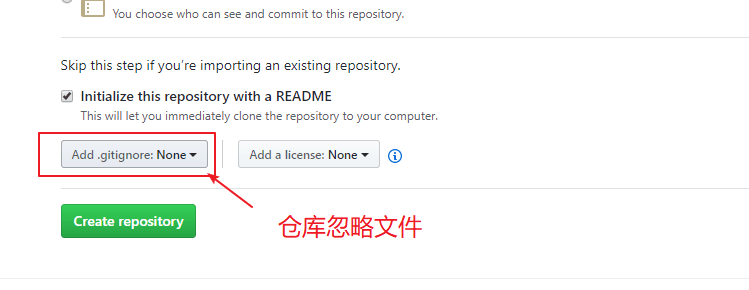 You choose who can see and commit to this repository.
Skip this step if you’re importing an existing repository.
Initialize this repository with a README
This will let you immediately clone the repository to your computer.
Add .gitignore: None
Add a license: None
Create repository
仓库忽略文件